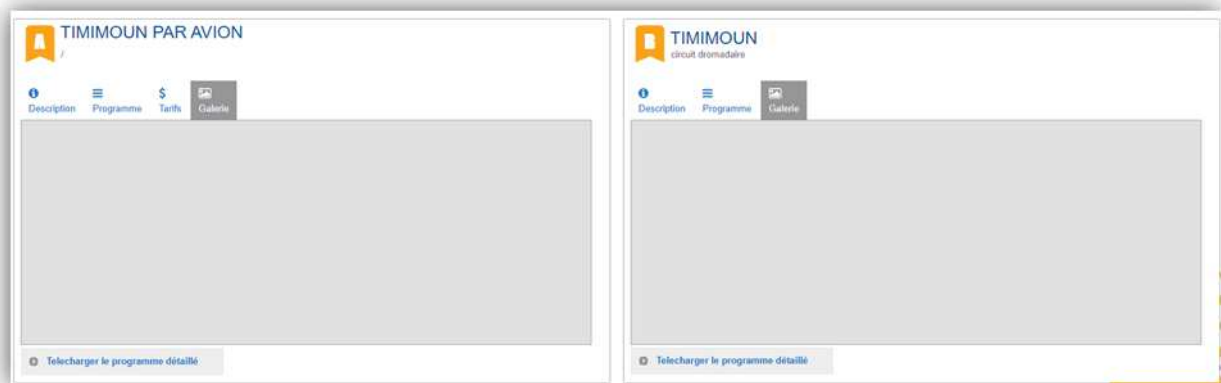 A TIMIMOUN PAR AVION
/
Description Programme $ Tarifs Galerie
Telecharger le programme détaillé
B TIMIMOUN
circuit dromadaire
Description Programme Galerie
Telecharger le programme détaillé